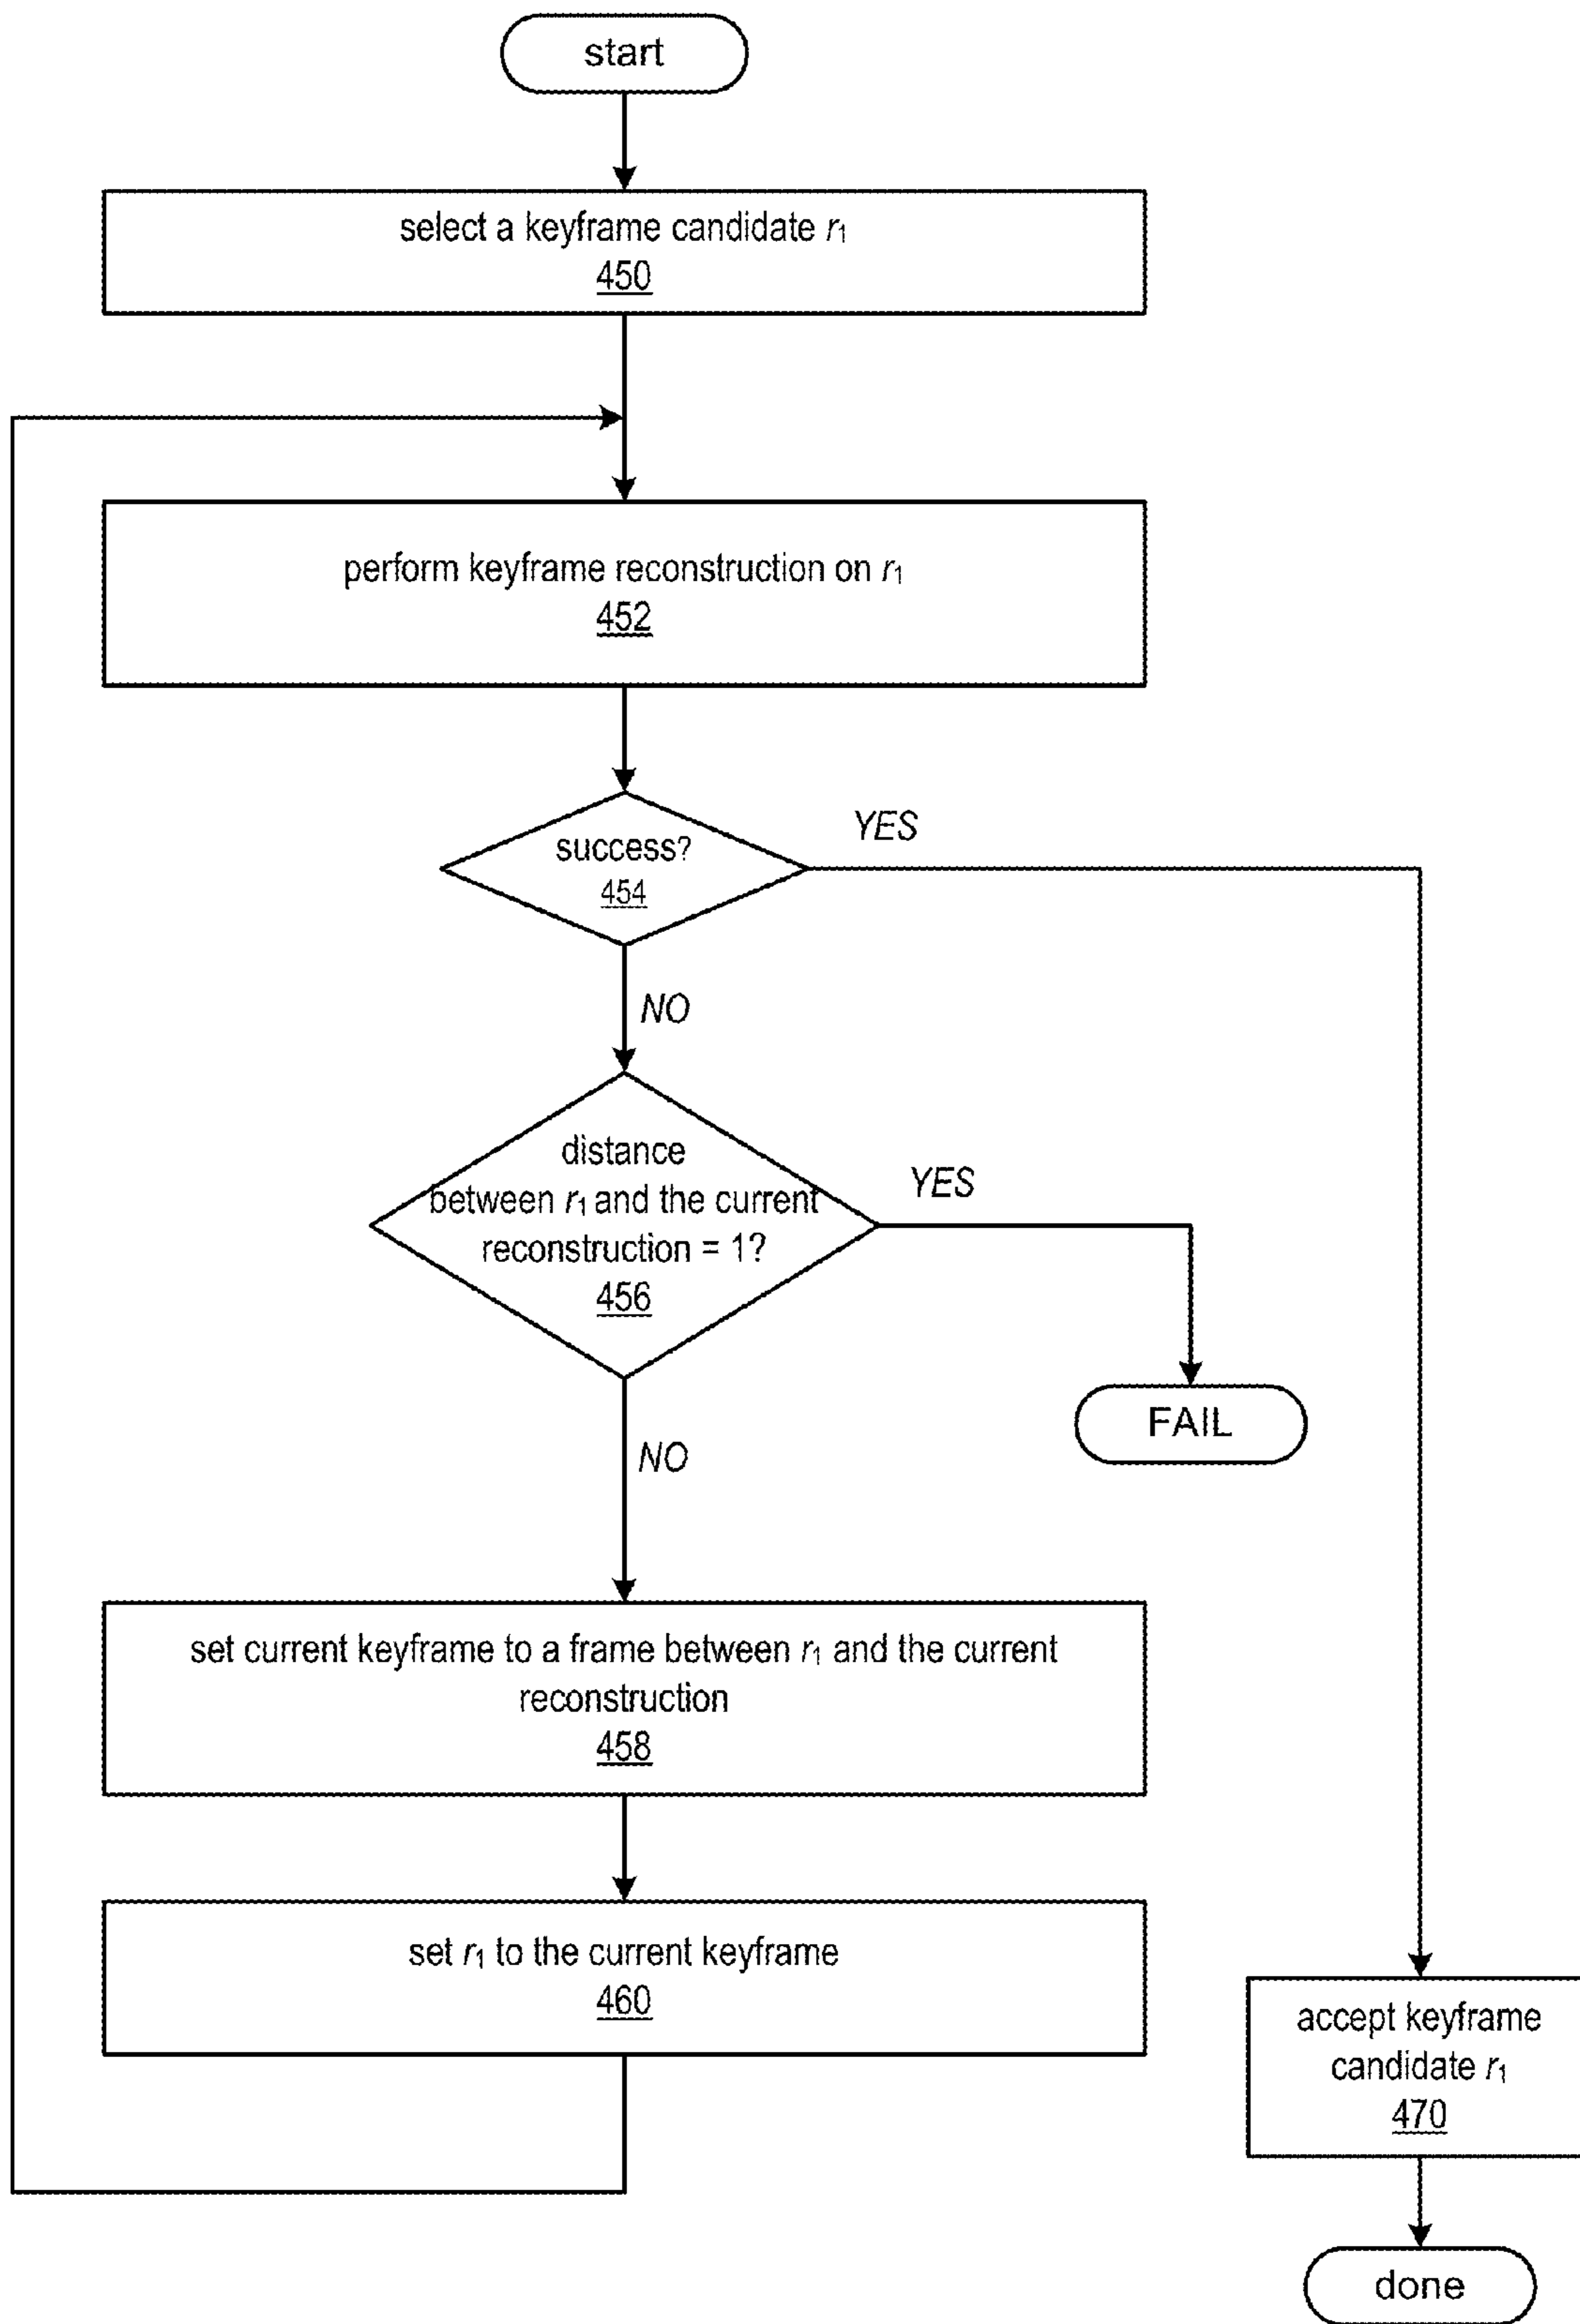 start
select a keyframe candidate r₁
450
perform keyframe reconstruction on r₁
452
success?
454
YES
NO
distance
between r₁ and the current
reconstruction = 1?
456
YES
FAIL
NO
set current keyframe to a frame between r₁ and the current
reconstruction
458
set r₁ to the current keyframe
460
accept keyframe
candidate r₁
470
done